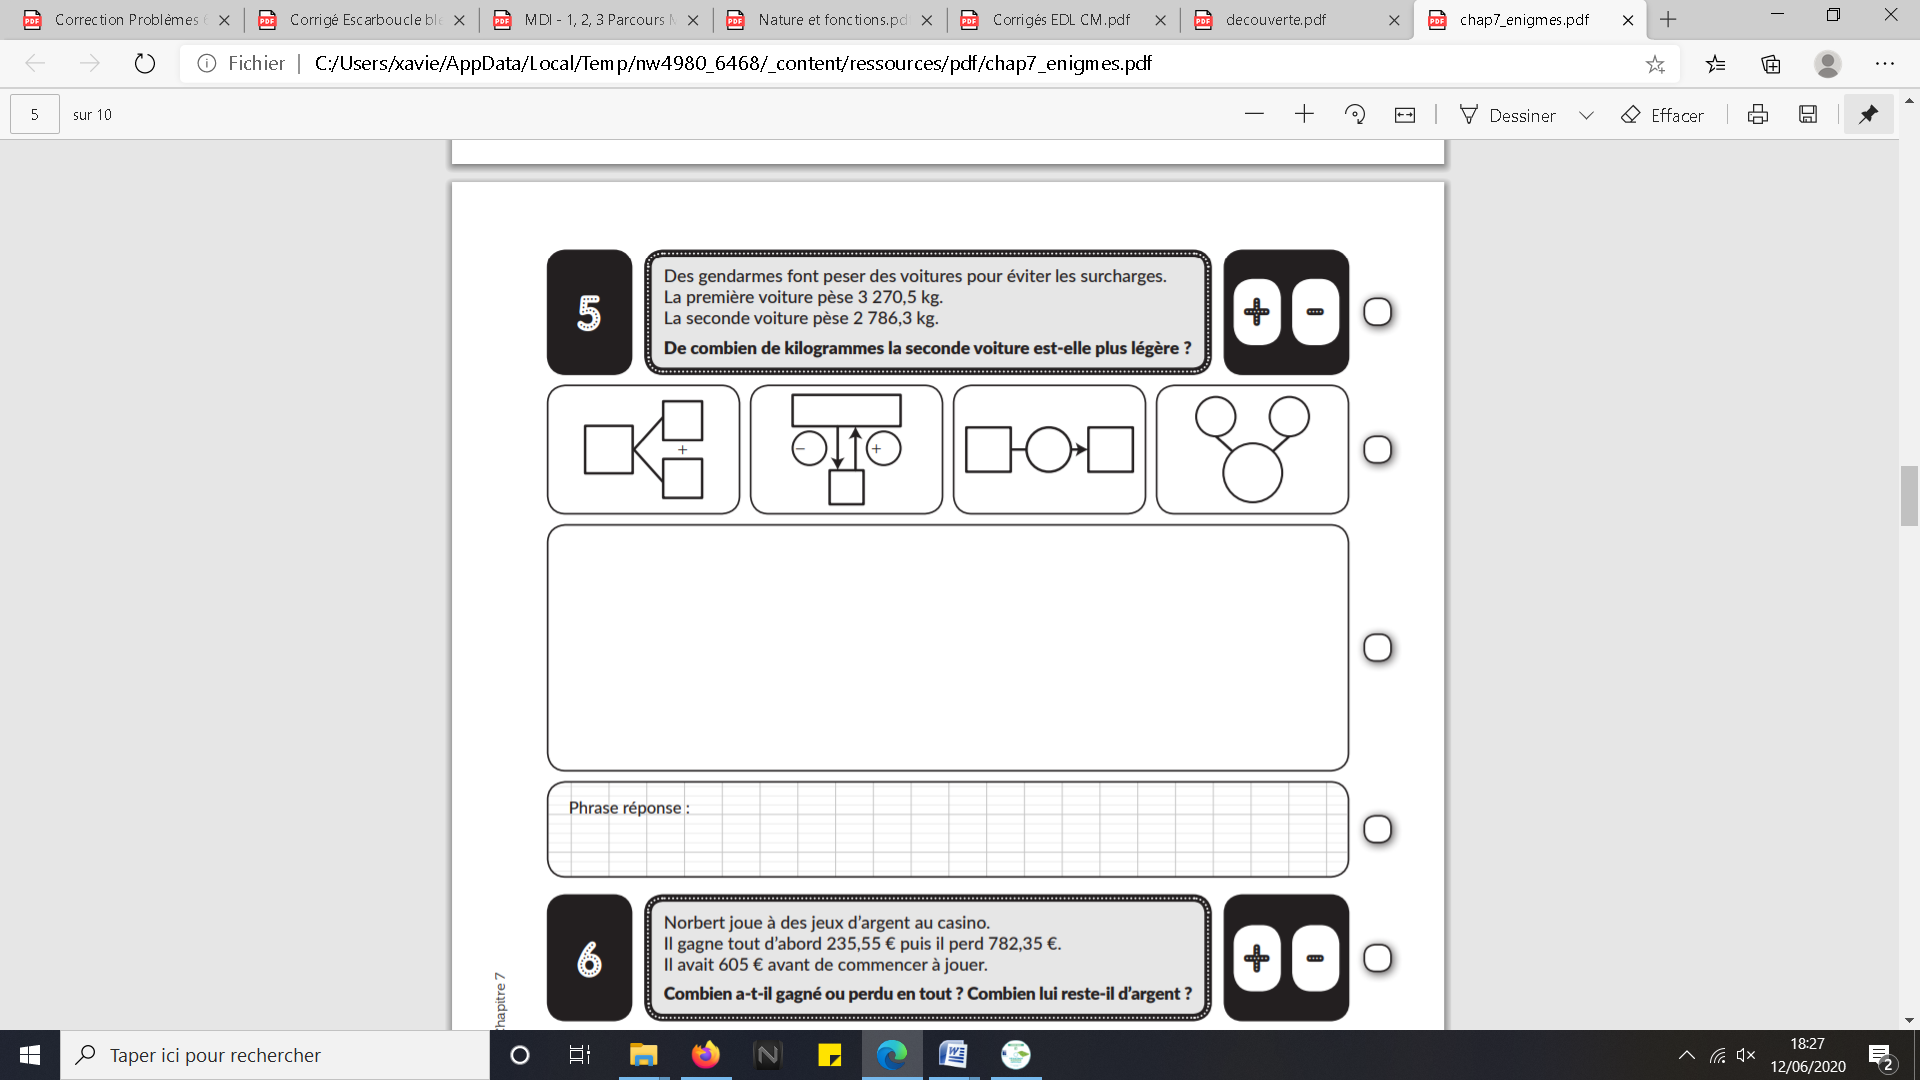 Correction Problèmes
Corrigé Escarboucle
MDI - 1, 2, 3 Parcours
Nature et fonctions.pd
Corrigés EDL CM.pdf
decouverte.pdf
chap7_enigmes.pdf
Fichier
C:/Users/xavie/AppData/Local/Temp/nw4980_6468/_content/ressources/pdf/chap7_enigmes.pdf
5 sur 10
Dessiner
Effacer
5
Des gendarmes font peser des voitures pour éviter les surcharges.
La première voiture pèse 3 270,5 kg.
La seconde voiture pèse 2 786,3 kg.
De combien de kilogrammes la seconde voiture est-elle plus légère ?
+ -
+
- +
Phrase réponse :
6
Norbert joue à des jeux d'argent au casino.
Il gagne tout d'abord 235,55 € puis il perd 782,35 €.
Il avait 605 € avant de commencer à jouer.
Combien a-t-il gagné ou perdu en tout ? Combien lui reste-il d'argent ?
+ -
hapitre 7
Taper ici pour rechercher
18:27
12/06/2020
2